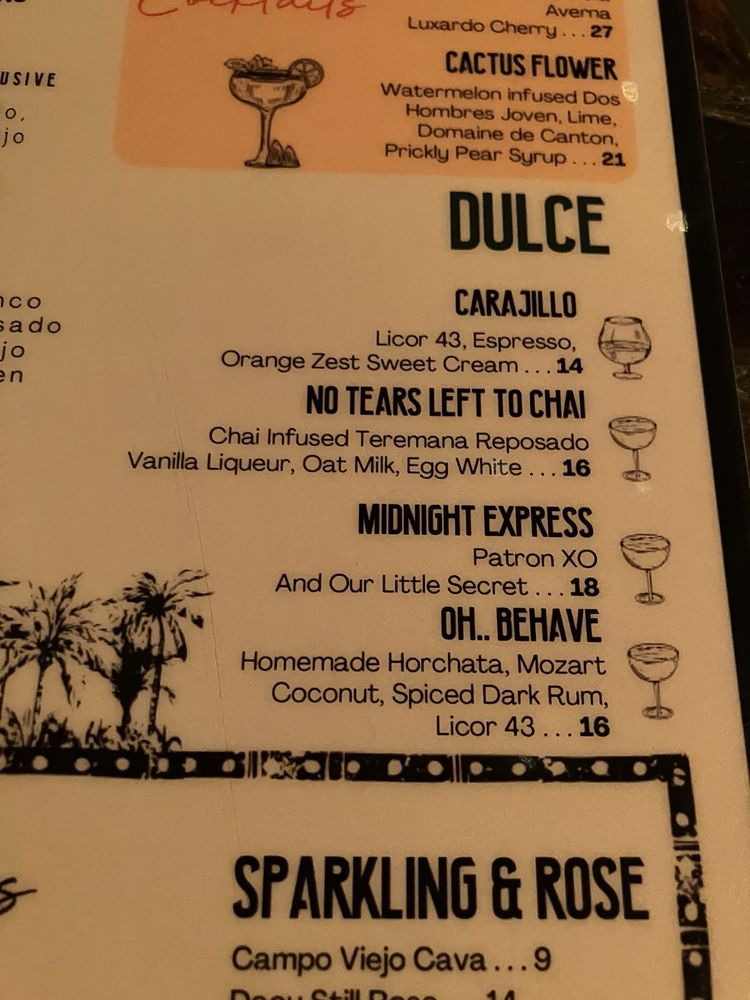 Cocktails
Averna
Luxardo Cherry . . . 27
CACTUS FLOWER
Watermelon infused Dos
Hombres Joven, Lime,
Domaine de Canton,
Prickly Pear Syrup . . . 21
DULCE
CARAJILLO
Licor 43, Espresso,
Orange Zest Sweet Cream . . . 14
NO TEARS LEFT TO CHAI
Chai Infused Teremana Reposado
Vanilla Liqueur, Oat Milk, Egg White . . . 16
MIDNIGHT EXPRESS
Patron XO
And Our Little Secret . . . 18
OH.. BEHAVE
Homemade Horchata, Mozart
Coconut, Spiced Dark Rum,
Licor 43 . . . 16
SPARKLING & ROSE
Campo Viejo Cava . . . 9